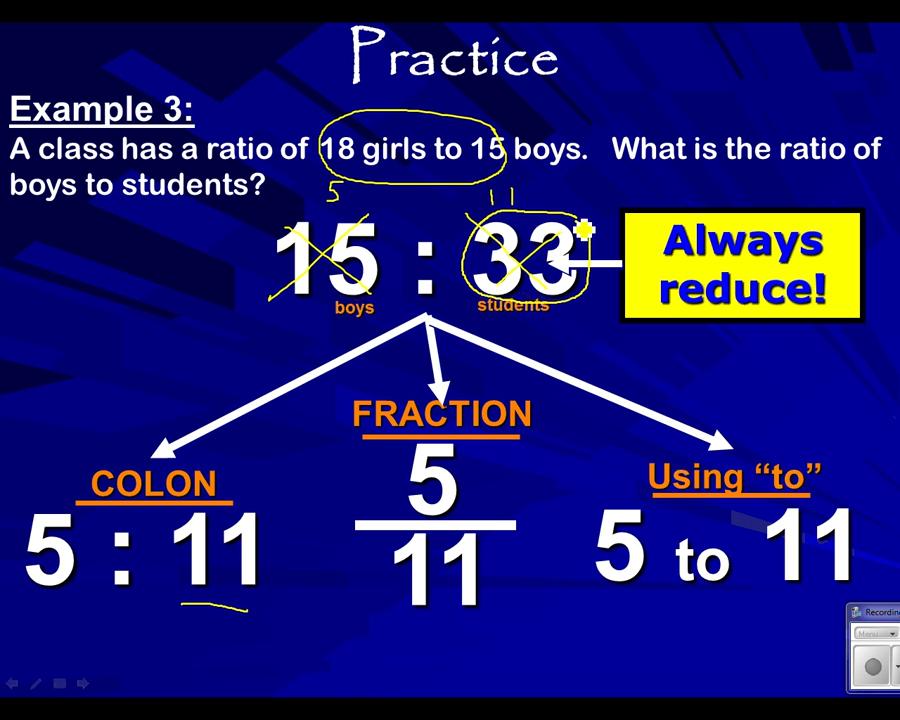 Practice
Example 3:
A class has a ratio of 18 girls to 15 boys. What is the ratio of
boys to students?
5 11
15 : 33
boys students
Always
reduce!
FRACTION
5
11
COLON
5 : 11
Using “to”
5 to 11
Recordin
Menu